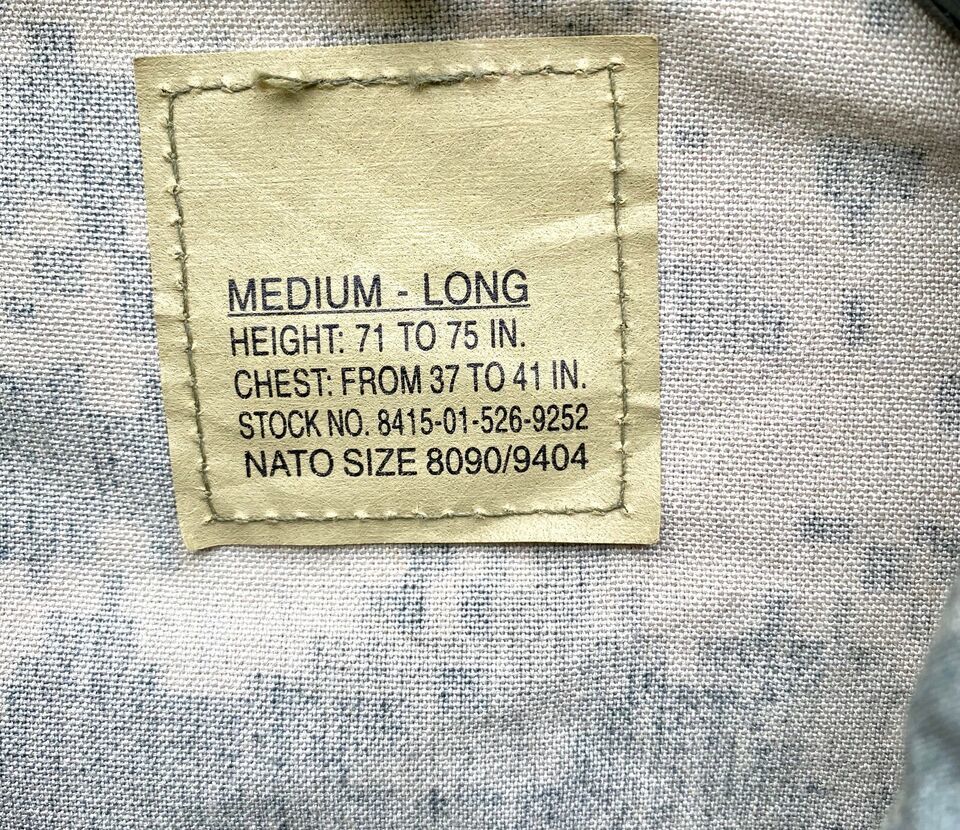 MEDIUM - LONG
HEIGHT: 71 TO 75 IN.
CHEST: FROM 37 TO 41 IN.
STOCK NO. 8415-01-526-9252
NATO SIZE 8090/9404